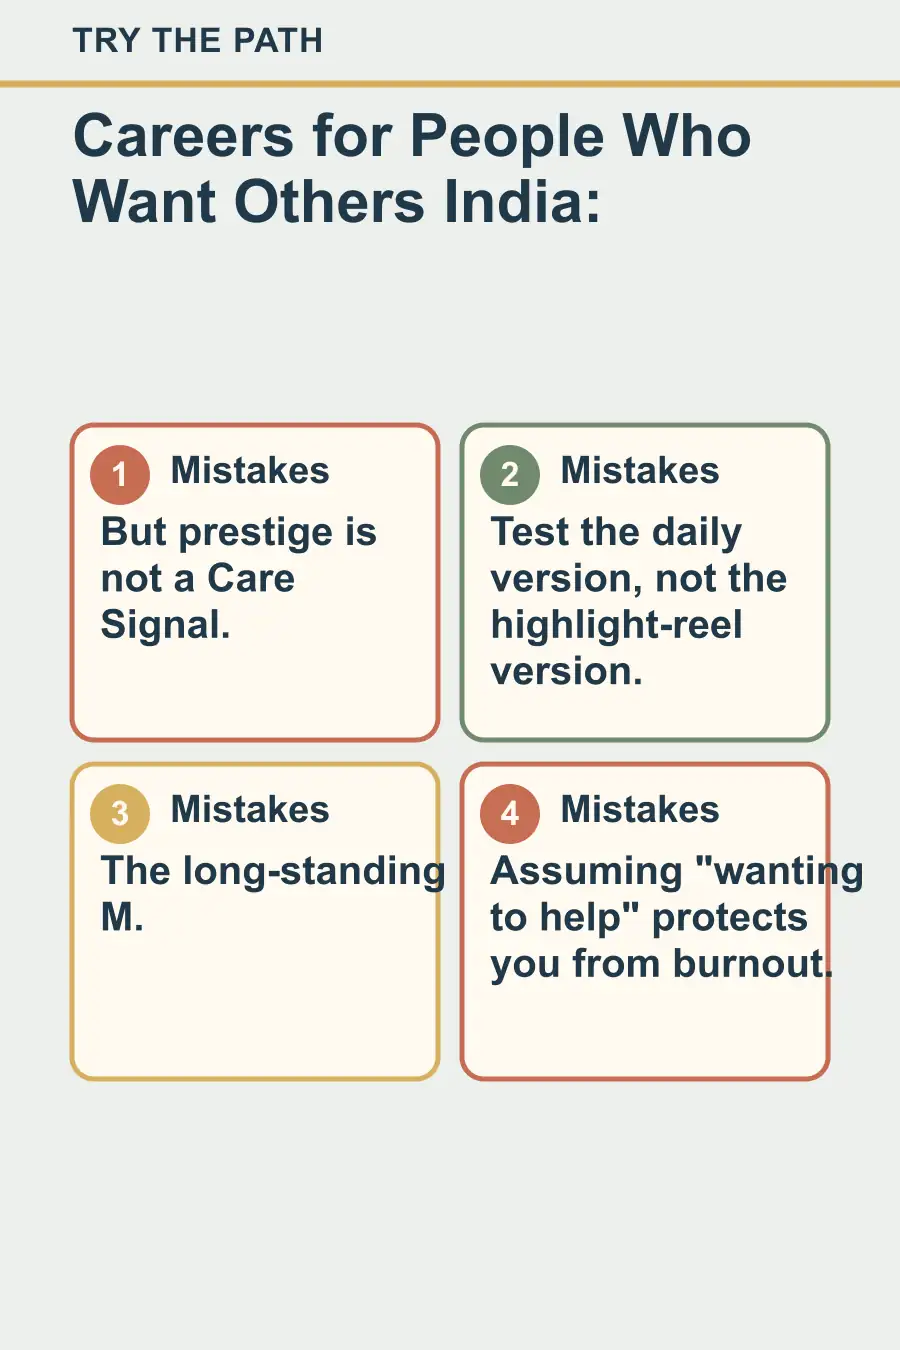 TRY THE PATH
Careers for People Who
Want Others India:
1 Mistakes
But prestige is
not a Care
Signal.
2 Mistakes
Test the daily
version, not the
highlight-reel
version.
3 Mistakes
The long-standing
M.
4 Mistakes
Assuming "wanting
to help" protects
you from burnout.